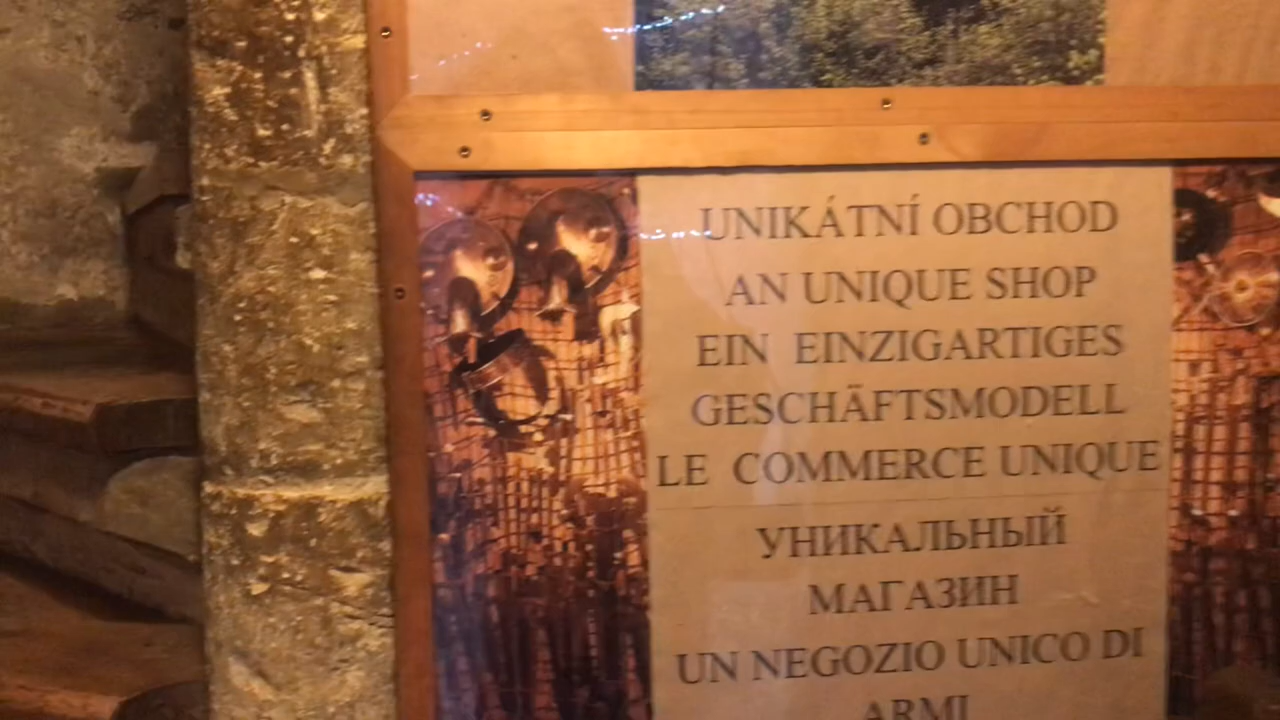 UNIKÁTNÍ OBCHOD
AN UNIQUE SHOP
EIN EINZIGARTIGES
GESCHÄFTSMODELL
LE COMMERCE UNIQUE
УНИКАЛЬНЫЙ
МАГАЗИН
UN NEGOZIO UNICO DI
ARMI